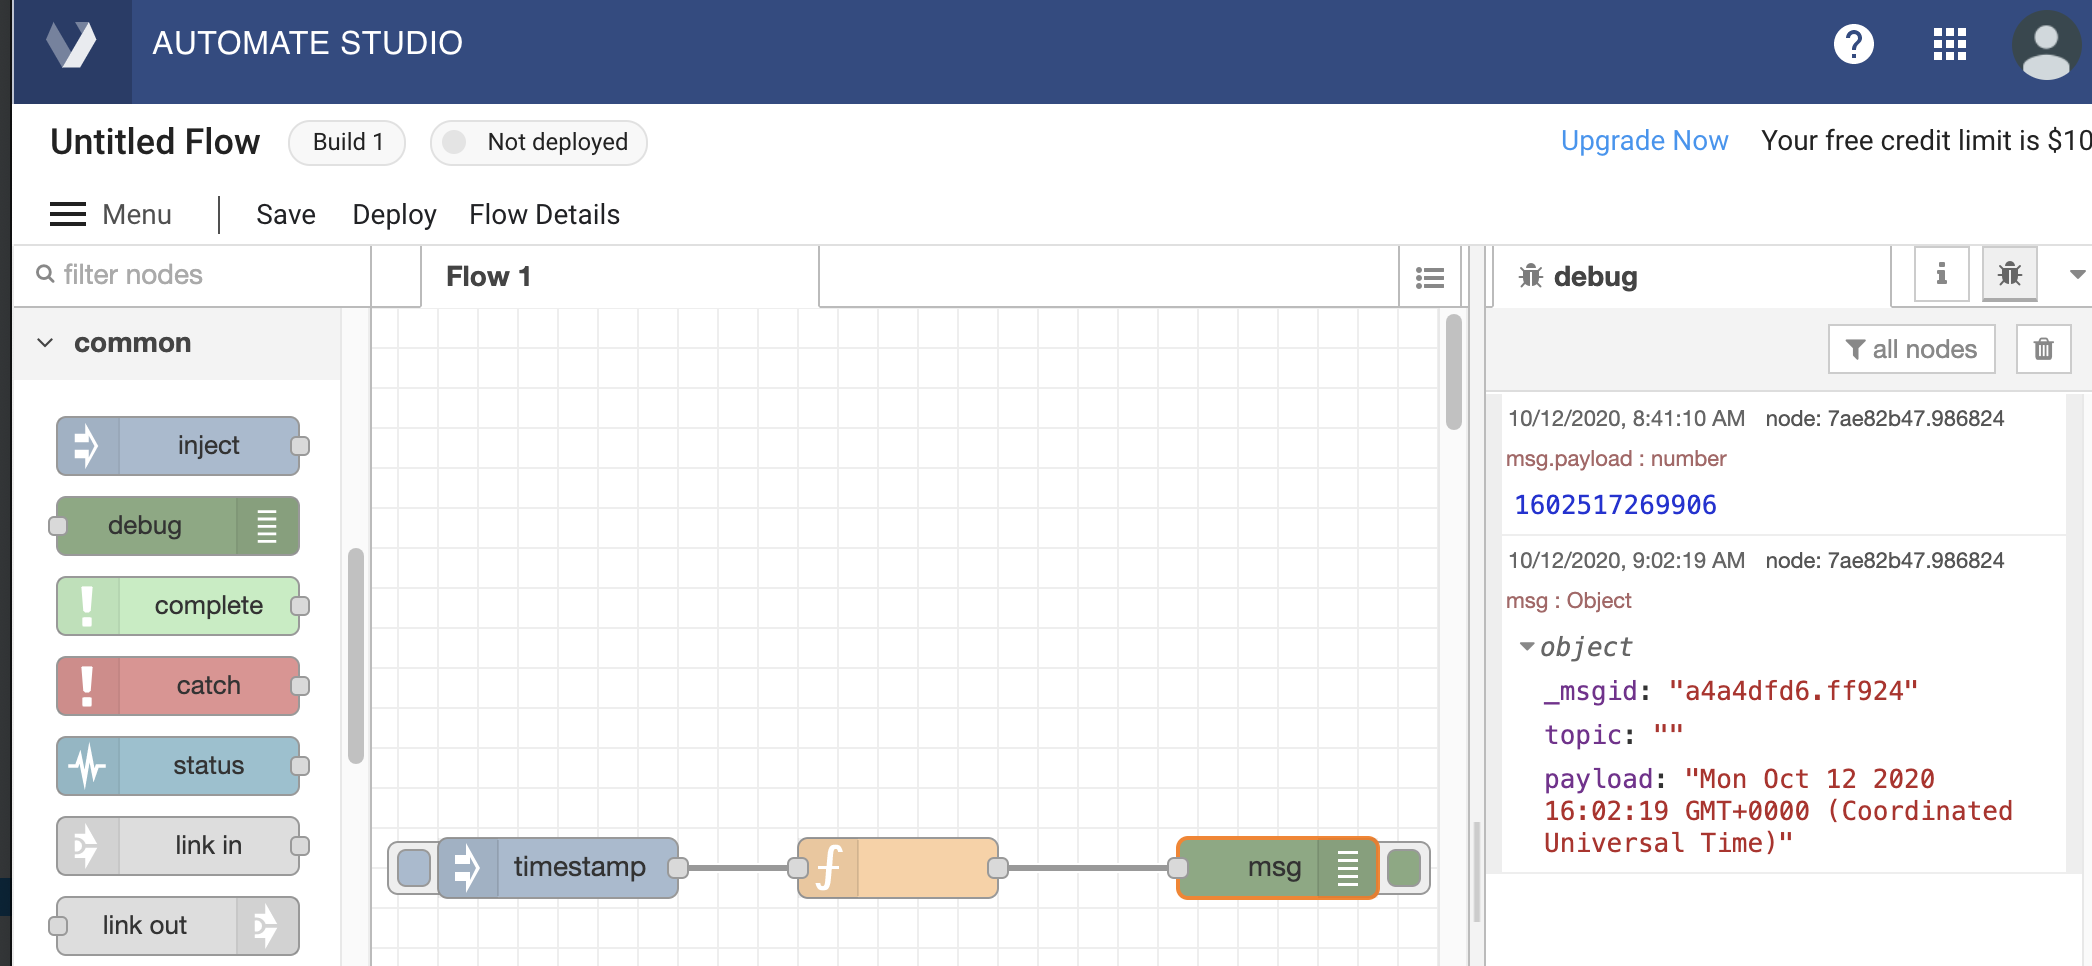 AUTOMATE STUDIO
Untitled Flow
Build 1
Not deployed
Upgrade Now
Your free credit limit is $10
Menu
Save
Deploy
Flow Details
filter nodes
Flow 1
debug
common
all nodes
inject
debug
complete
catch
status
link in
link out
timestamp
msg
10/12/2020, 8:41:10 AM node: 7ae82b47.986824
msg.payload : number
1602517269906
10/12/2020, 9:02:19 AM node: 7ae82b47.986824
msg : Object
object
_msgid: "a4a4dfd6.ff924"
topic: ""
payload: "Mon Oct 12 2020
16:02:19 GMT+0000 (Coordinated
Universal Time)"